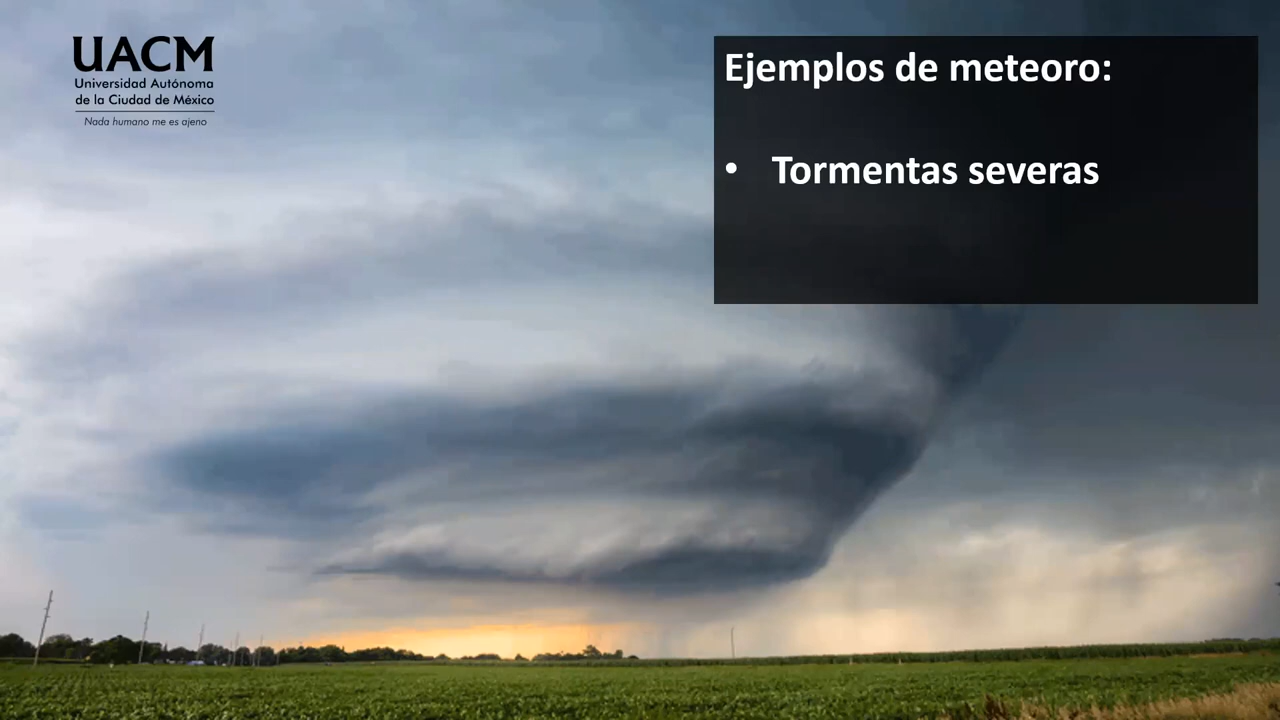 UACM
Universidad Autónoma
de la Ciudad de México
Nada humano me es ajeno
Ejemplos de meteoro:
• Tormentas severas